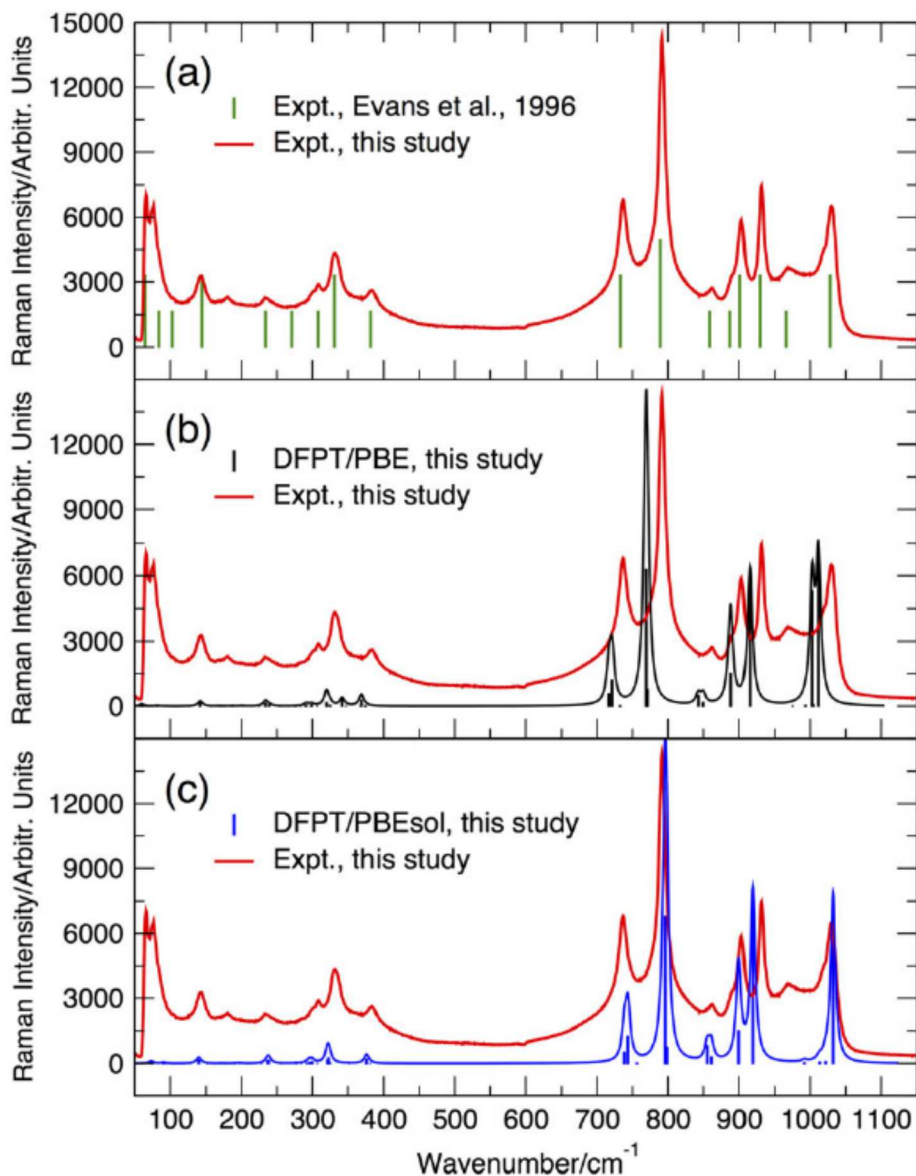 15000
12000
9000
6000
3000
0
Raman Intensity/Arbitr. Units
(a)
Expt., Evans et al., 1996
Expt., this study
12000
9000
6000
3000
0
Raman Intensity/Arbitr. Units
(b)
DFPT/PBE, this study
Expt., this study
12000
9000
6000
3000
0
Raman Intensity/Arbitr. Units
(c)
DFPT/PBEsol, this study
Expt., this study
100 200 300 400 500 600 700 800 900 1000 1100
Wavenumber/cm⁻¹